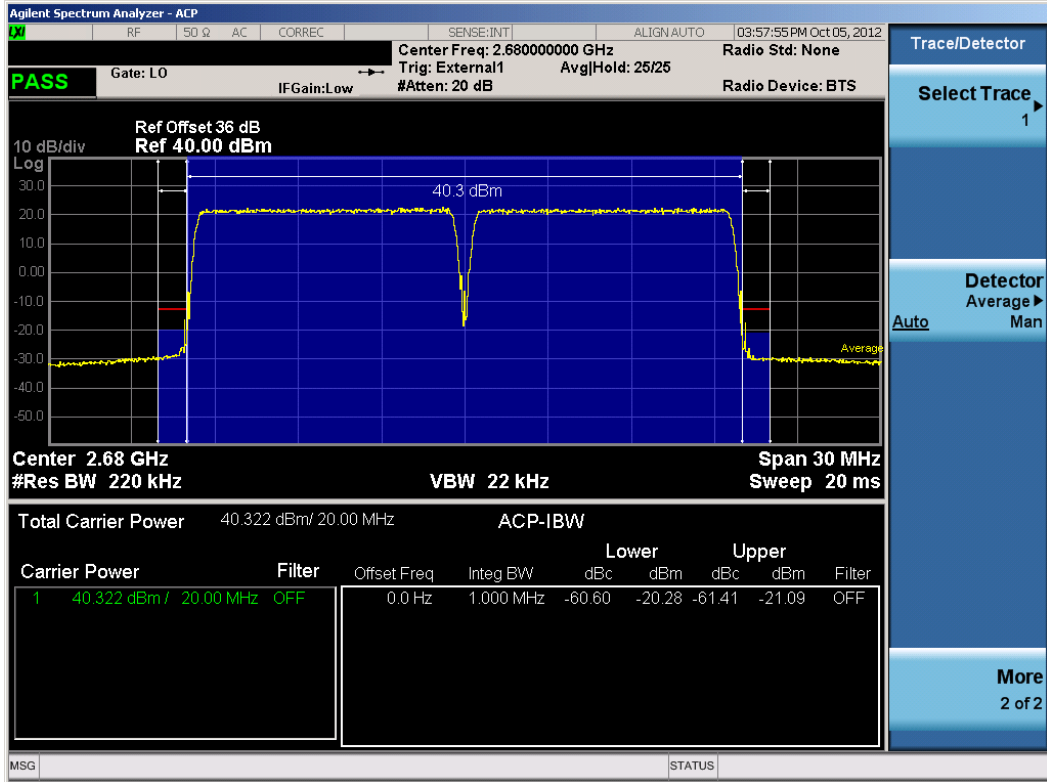 Agilent Spectrum Analyzer - ACP
LXI RF 50 Ω AC CORREC SENSE:INT ALIGN AUTO 03:57:55 PM Oct 05, 2012
Center Freq: 2.680000000 GHz Radio Std: None
Trig: External1 Avg|Hold: 25/25
PASS Gate: LO IFGain:Low #Atten: 20 dB Radio Device: BTS
Ref Offset 36 dB
10 dB/div Ref 40.00 dBm
Log
30.0
20.0
10.0
0.00
-10.0
-20.0
-30.0
-40.0
-50.0
40.3 dBm
Average
Center 2.68 GHz Span 30 MHz
#Res BW 220 kHz VBW 22 kHz Sweep 20 ms
Total Carrier Power 40.322 dBm/ 20.00 MHz ACP-IBW
Lower Upper
Carrier Power Filter Offset Freq Integ BW dBc dBm dBc dBm Filter
1 40.322 dBm / 20.00 MHz OFF 0.0 Hz 1.000 MHz -60.60 -20.28 -61.41 -21.09 OFF
MSG STATUS
Trace/Detector
Select Trace
1
Detector
Average
Auto Man
More
2 of 2